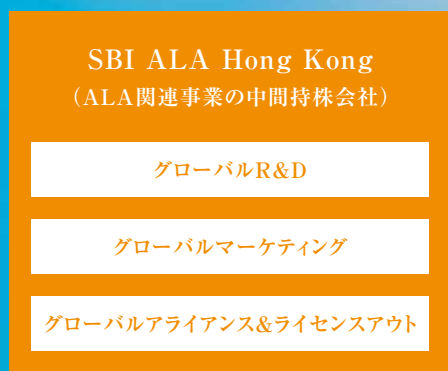 SBI ALA Hong Kong
（ALA関連事業の中間持株会社）
グローバルR&D
グローバルマーケティング
グローバルアライアンス&ライセンスアウト